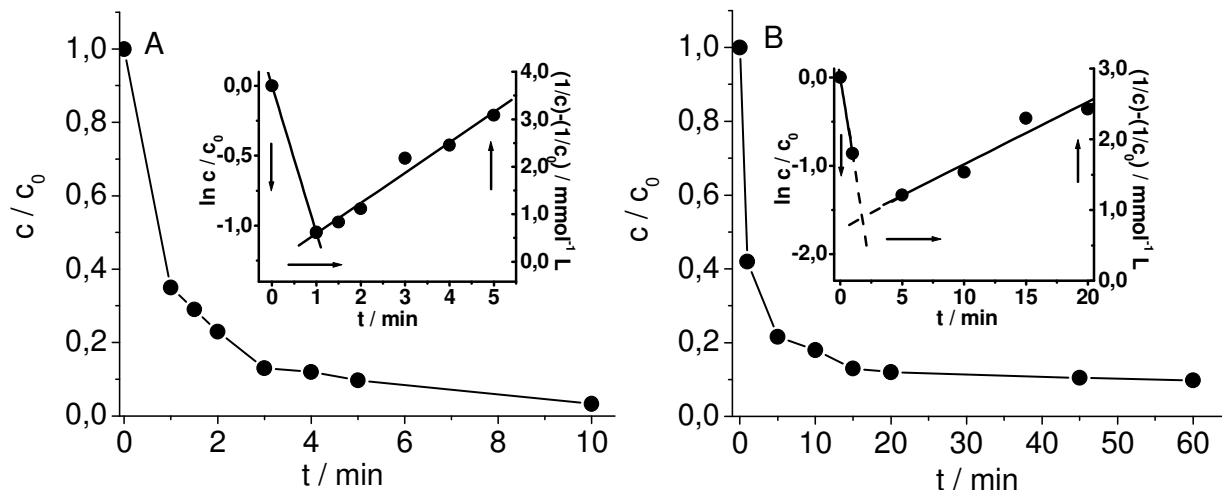 A
1,0
0,8
0,6
0,4
0,2
0,0
c / c0
0 2 4 6 8 10
t / min
0,0
-0,5
-1,0
ln c / c0
4,0
3,0
2,0
1,0
0,0
(1/c)-(1/c0) / mmol-1 L
0 1 2 3 4 5
t / min
B
1,0
0,8
0,6
0,4
0,2
0,0
c / c0
0 10 20 30 40 50 60
t / min
0,0
-1,0
-2,0
ln c / c0
3,0
2,0
1,0
0,0
(1/c)-(1/c0) / mmol-1 L
0 5 10 15 20
t / min